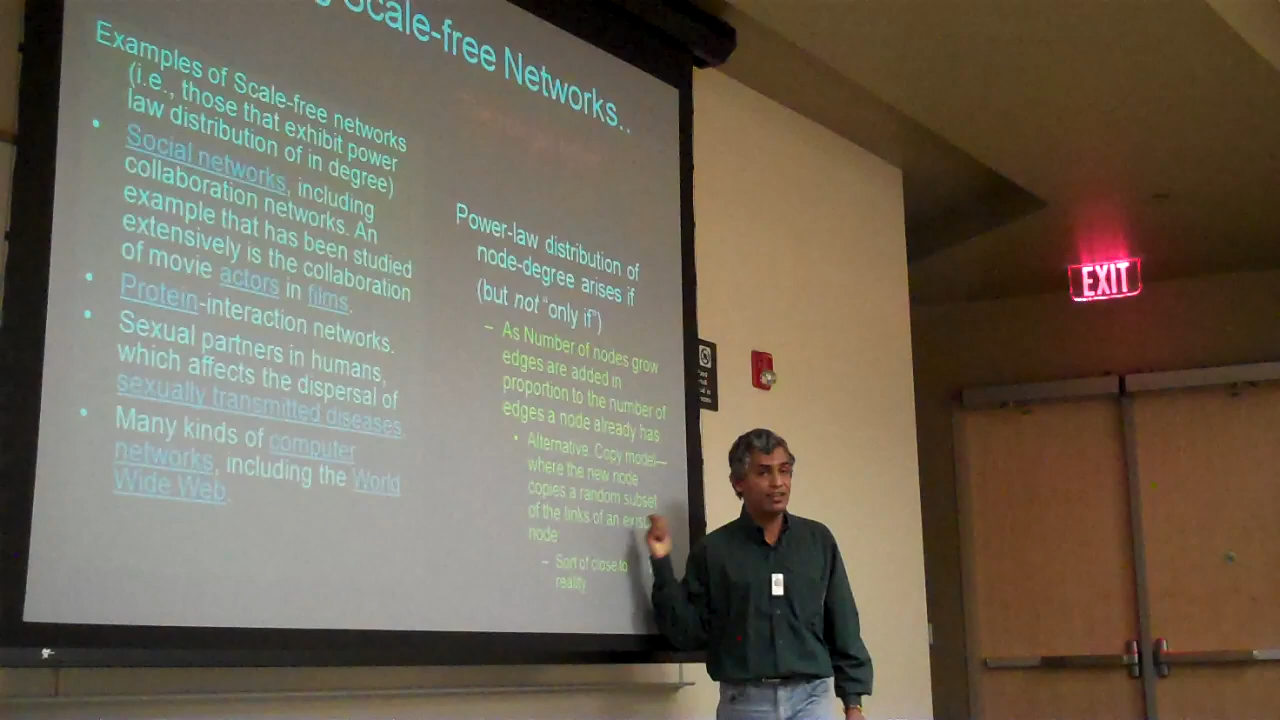 Scale-free Networks..
Examples of Scale-free networks
(i.e., those that exhibit power
law distribution of in degree)
• Social networks, including
collaboration networks. An
example that has been studied
extensively is the collaboration
of movie actors in films.
• Protein-interaction networks.
• Sexual partners in humans,
which affects the dispersal of
sexually transmitted diseases.
• Many kinds of computer
networks, including the World
Wide Web.
Power-law distribution of
node-degree arises if
(but not "only if")
– As Number of nodes grow
edges are added in
proportion to the number of
edges a node already has
• Alternative: Copy model—
where the new node
copies a random subset
of the links of an
node
– Sort of close to
reality
EXIT